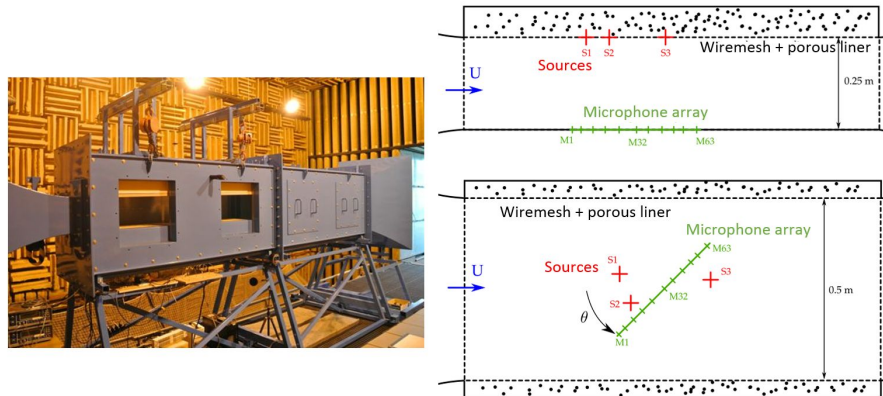 S1
S2
S3
Wiremesh + porous liner
Sources
U
0.25 m
Microphone array
M1
M32
M63
Wiremesh + porous liner
Microphone array
M63
S1
Sources
S3
U
M32
0.5 m
S2
θ
M1